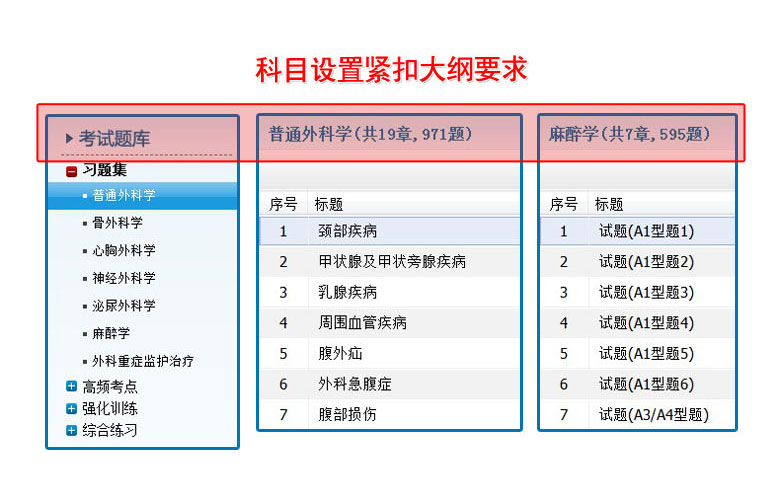 科目设置紧扣大纲要求
考试题库
习题集
普通外科学
骨外科学
心胸外科学
神经外科学
泌尿外科学
麻醉学
外科重症监护治疗
高频考点
强化训练
综合练习
普通外科学(共19章,971题)
序号 标题
1 颈部疾病
2 甲状腺及甲状旁腺疾病
3 乳腺疾病
4 周围血管疾病
5 腹外疝
6 外科急腹症
7 腹部损伤
麻醉学(共7章,595题)
序号 标题
1 试题(A1型题1)
2 试题(A1型题2)
3 试题(A1型题3)
4 试题(A1型题4)
5 试题(A1型题5)
6 试题(A1型题6)
7 试题(A3/A4型题)